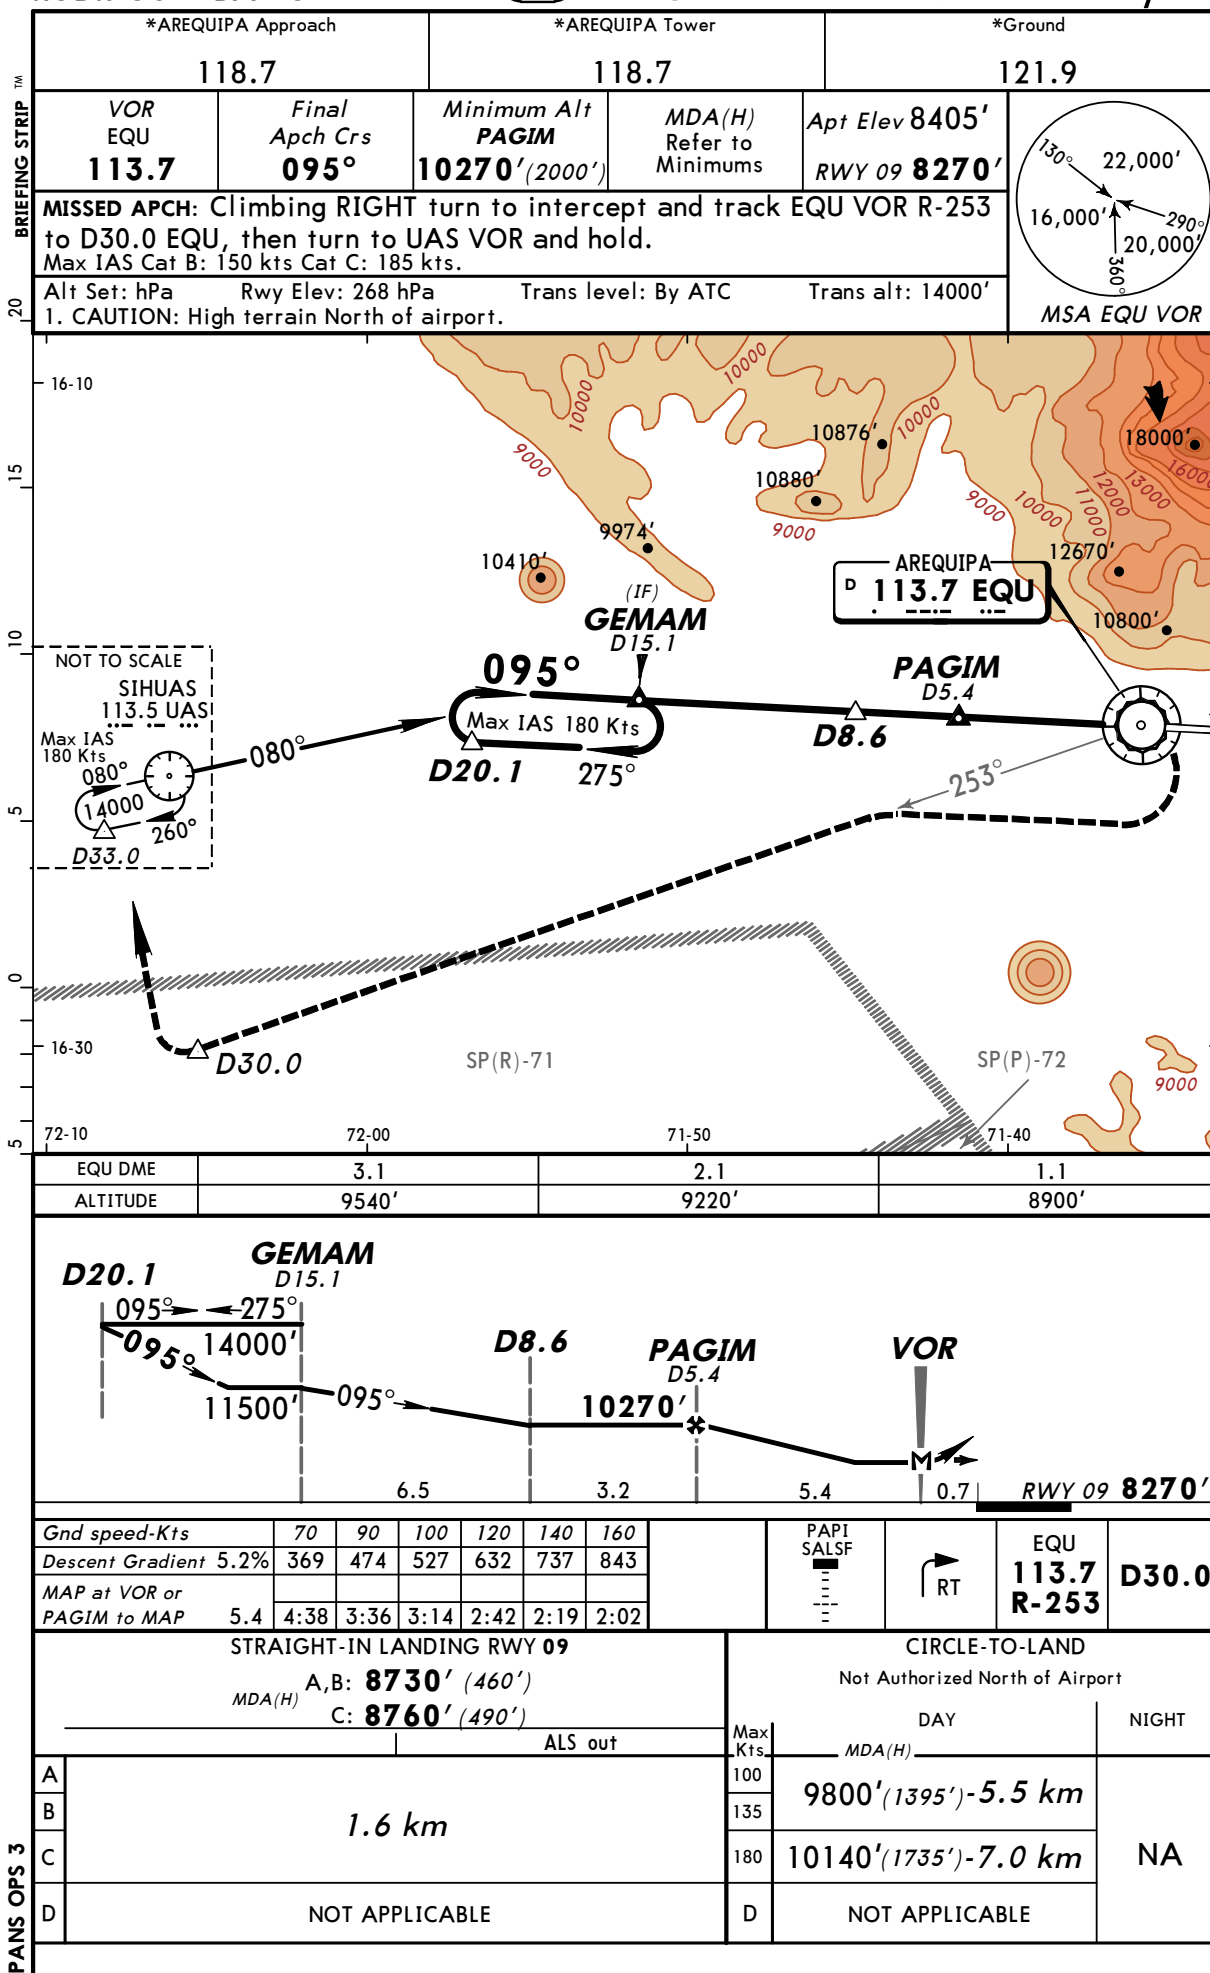 *AREQUIPA Approach
118.7
*AREQUIPA Tower
118.7
*Ground
121.9
BRIEFING STRIP TM
VOR
EQU
113.7
Final
Apch Crs
095°
Minimum Alt
PAGIM
10270'(2000')
MDA(H)
Refer to
Minimums
Apt Elev 8405'
RWY 09 8270'
MISSED APCH: Climbing RIGHT turn to intercept and track EQU VOR R-253
to D30.0 EQU, then turn to UAS VOR and hold.
Max IAS Cat B: 150 kts Cat C: 185 kts.
Alt Set: hPa Rwy Elev: 268 hPa Trans level: By ATC Trans alt: 14000'
1. CAUTION: High terrain North of airport.
130°
22,000'
16,000'
290°
20,000'
360°
MSA EQU VOR
20
15
10
5
0
5
16-10
16-30
72-10
72-00
71-50
71-40
9000
10000
10000
10000
9000
9000
10000
11000
12000
13000
16000
9000
10876'
10880'
9974'
10410'
18000'
12670'
10800'
AREQUIPA
D 113.7 EQU
(IF)
GEMAM
D15.1
PAGIM
D5.4
D8.6
095°
Max IAS 180 Kts
D20.1
275°
253°
NOT TO SCALE
SIHUAS
113.5 UAS
Max IAS
180 Kts
080°
14000
260°
D33.0
080°
D30.0
SP(R)-71
SP(P)-72
EQU DME 3.1 2.1 1.1
ALTITUDE 9540' 9220' 8900'
D20.1
GEMAM
D15.1
095° 275°
14000'
095°
11500'
095°
D8.6
PAGIM
D5.4
10270'
VOR
M
6.5
3.2
5.4
0.7
RWY 09 8270'
Gnd speed-Kts 70 90 100 120 140 160
Descent Gradient 5.2% 369 474 527 632 737 843
MAP at VOR or
PAGIM to MAP 5.4 4:38 3:36 3:14 2:42 2:19 2:02
PAPI
SALSF
RT
EQU
113.7
R-253
D30.0
STRAIGHT-IN LANDING RWY 09
MDA(H)
A,B: 8730' (460')
C: 8760' (490')
ALS out
A
B
C
D
1.6 km
NOT APPLICABLE
CIRCLE-TO-LAND
Not Authorized North of Airport
DAY
NIGHT
Max
Kts
MDA(H)
100
135
9800'(1395')-5.5 km
180
10140'(1735')-7.0 km
NA
D
NOT APPLICABLE
PANS OPS 3